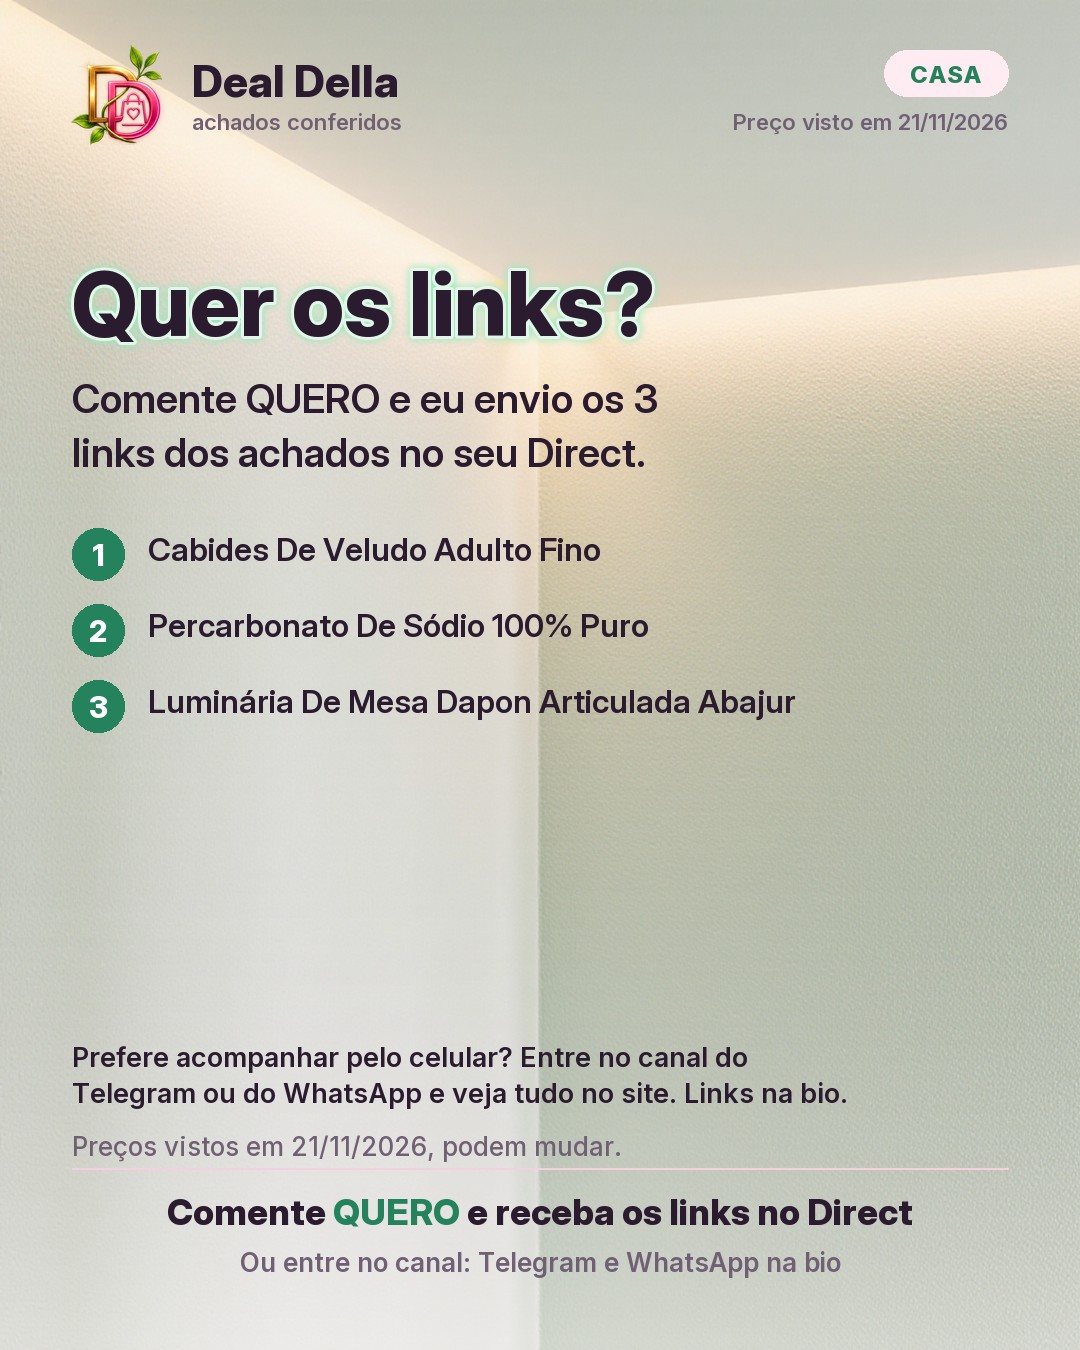 Deal Della
achados conferidos
CASA
Preço visto em 21/11/2026
Quer os links?
Comente QUERO e eu envio os 3
links dos achados no seu Direct.
1 Cabides De Veludo Adulto Fino
2 Percarbonato De Sódio 100% Puro
3 Luminária De Mesa Dapon Articulada Abajur
Prefere acompanhar pelo celular? Entre no canal do
Telegram ou do WhatsApp e veja tudo no site. Links na bio.
Preços vistos em 21/11/2026, podem mudar.
Comente QUERO e receba os links no Direct
Ou entre no canal: Telegram e WhatsApp na bio